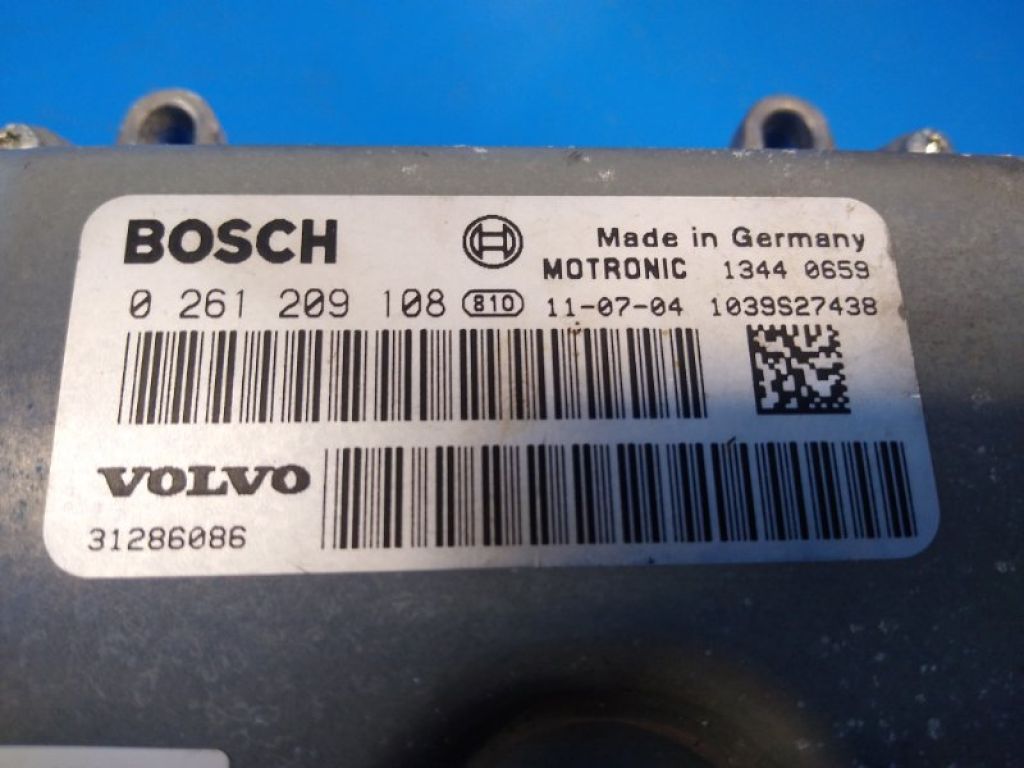 BOSCH Made in Germany
MOTRONIC 1344 0659
0 261 209 108 810 11-07-04 1039S27438
VOLVO
31286086